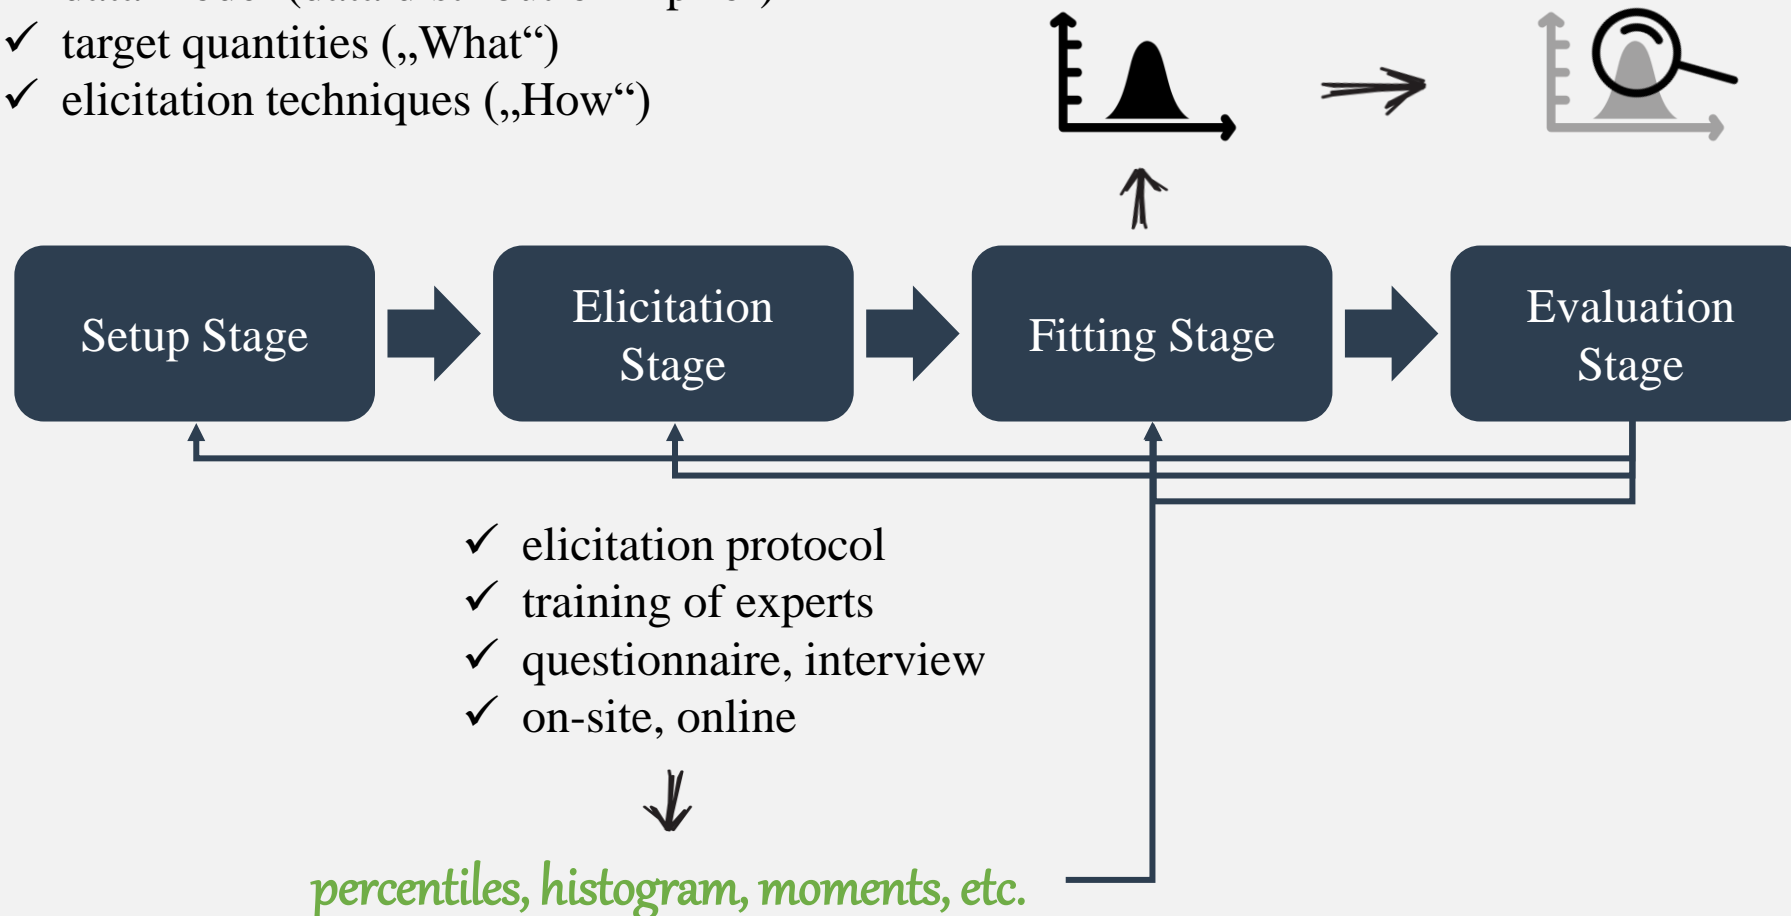 ✓ target quantities („What“)
✓ elicitation techniques („How“)
Setup Stage
Elicitation
Stage
Fitting Stage
Evaluation
Stage
✓ elicitation protocol
✓ training of experts
✓ questionnaire, interview
✓ on-site, online
percentiles, histogram, moments, etc.